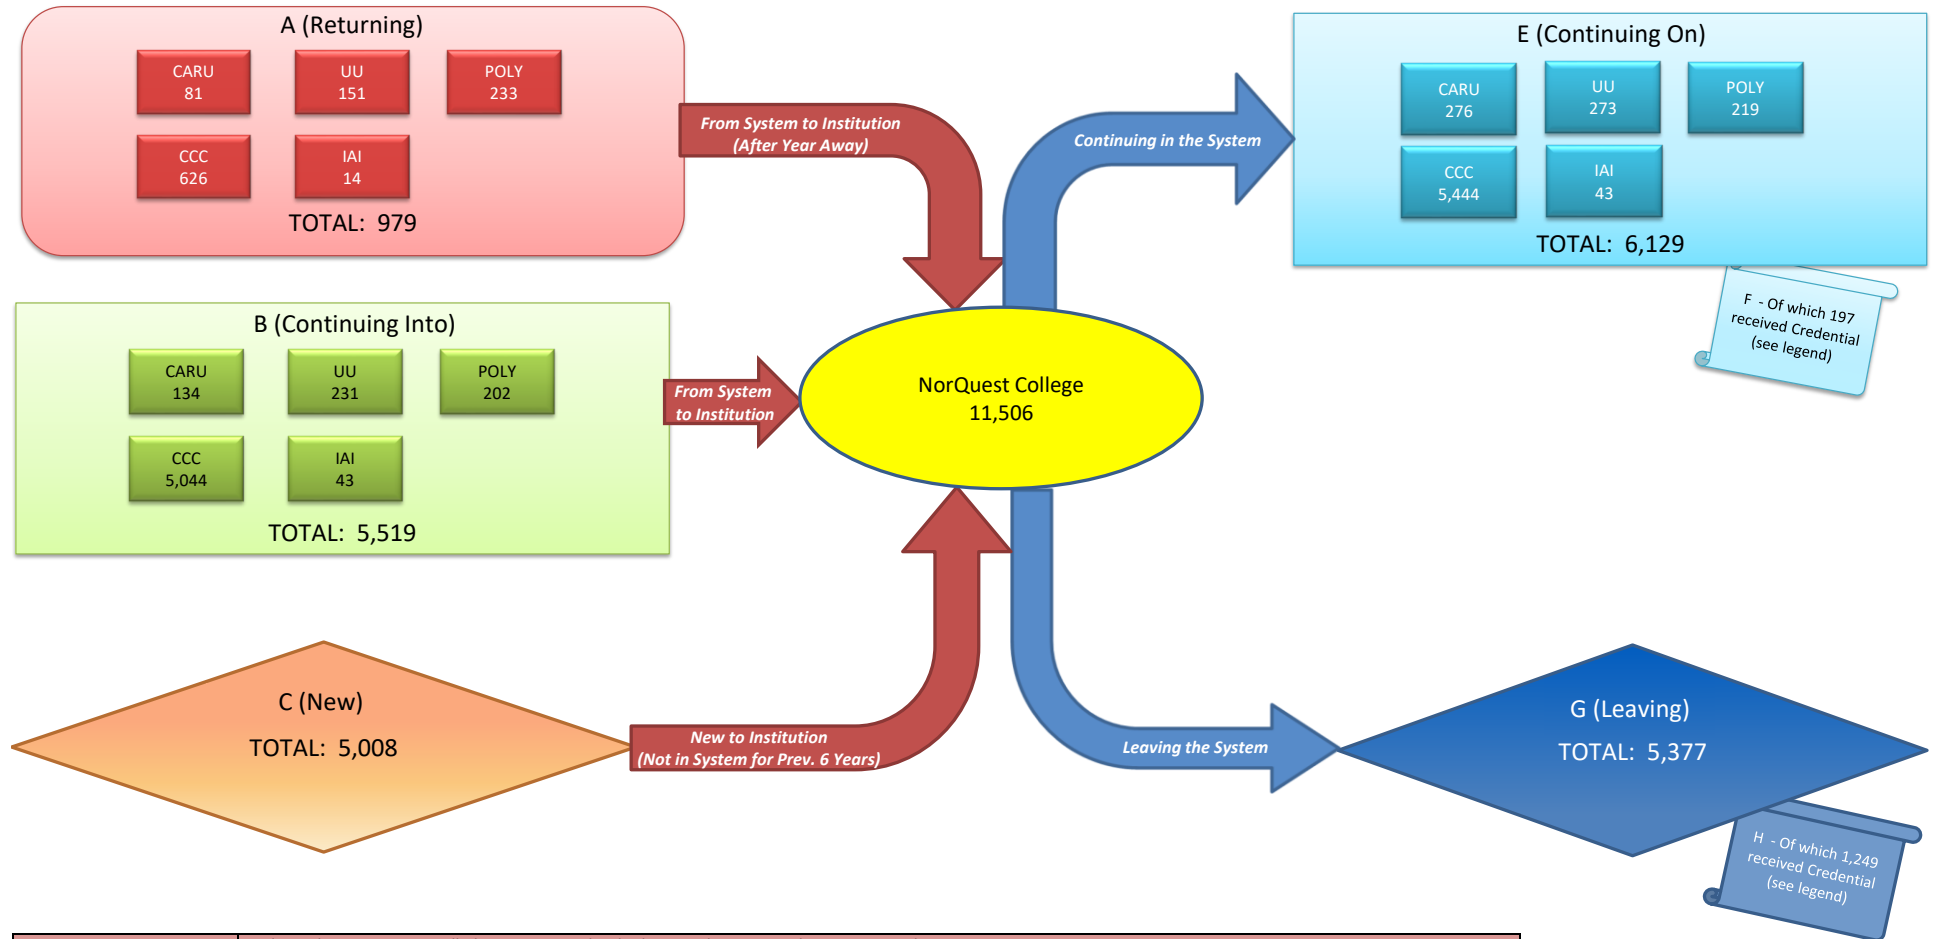 A (Returning)
CARU
81
UU
151
POLY
233
CCC
626
IAI
14
TOTAL: 979
From System to Institution
(After Year Away)
Continuing in the System
E (Continuing On)
CARU
276
UU
273
POLY
219
CCC
5,444
IAI
43
TOTAL: 6,129
F - Of which 197
received Credential
(see legend)
B (Continuing Into)
CARU
134
UU
231
POLY
202
CCC
5,044
IAI
43
TOTAL: 5,519
From System
to Institution
NorQuest College
11,506
C (New)
TOTAL: 5,008
New to Institution
(Not in System for Prev. 6 Years)
Leaving the System
G (Leaving)
TOTAL: 5,377
H - Of which 1,249
received Credential
(see legend)